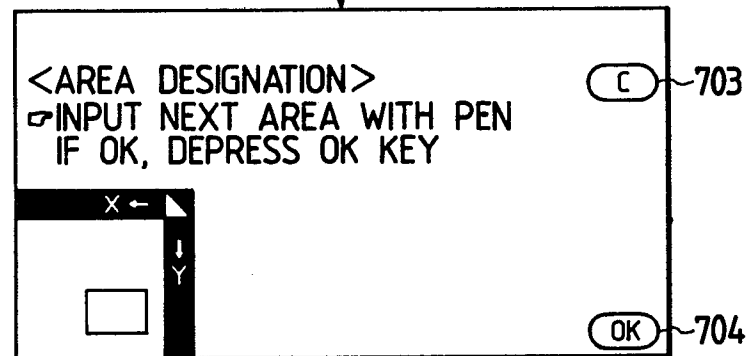 <AREA DESIGNATION>
☞INPUT NEXT AREA WITH PEN
IF OK, DEPRESS OK KEY
C
703
X ←
↓
Y
OK
704